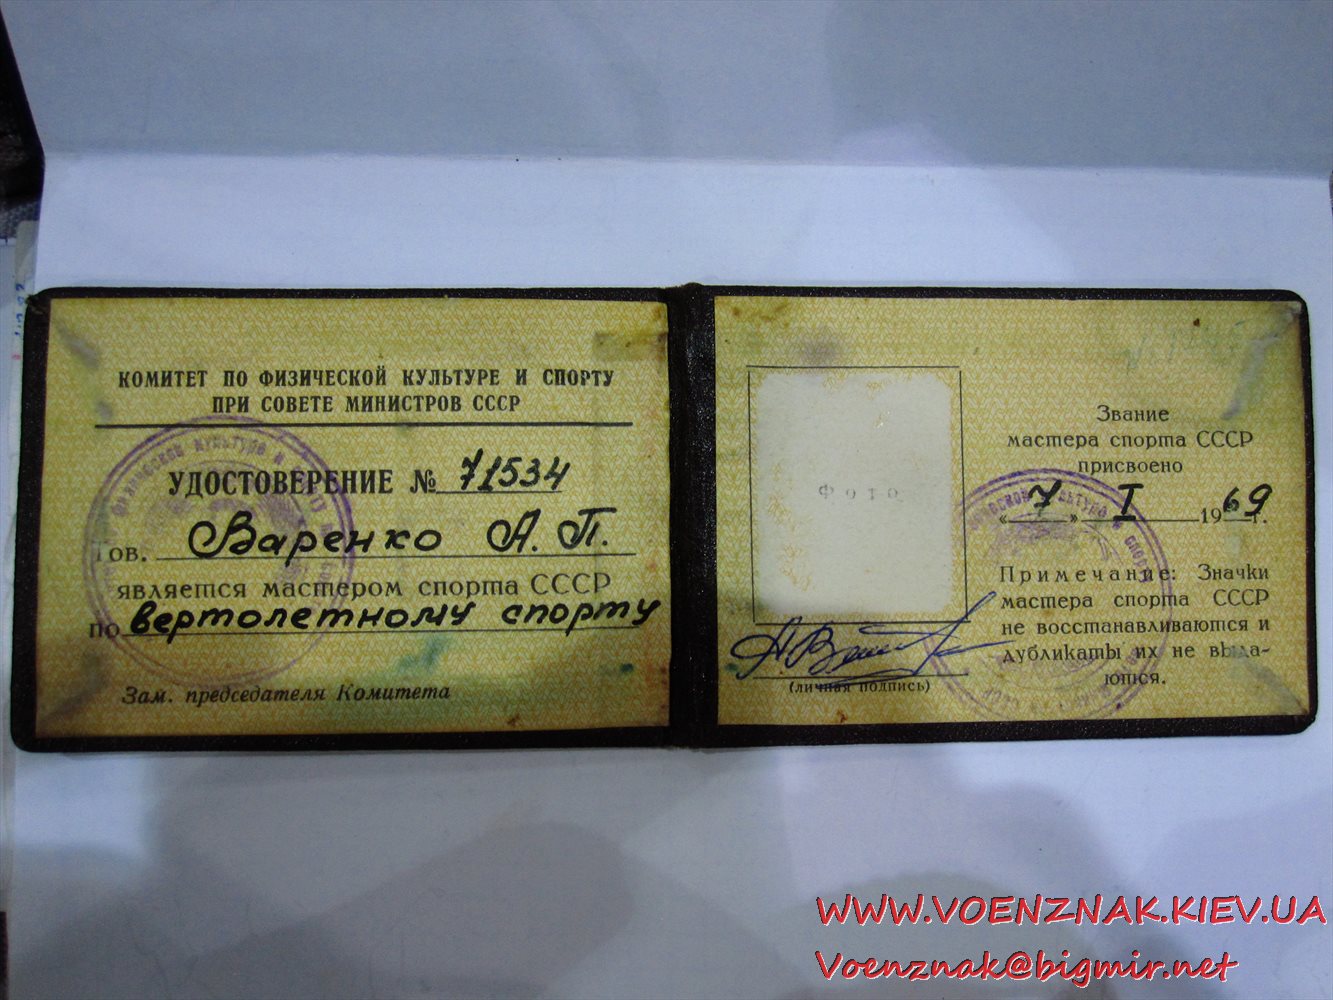 КОМИТЕТ ПО ФИЗИЧЕСКОЙ КУЛЬТУРЕ И СПОРТУ
ПРИ СОВЕТЕ МИНИСТРОВ СССР
УДОСТОВЕРЕНИЕ № 71534
Тов. Варенко А. П.
является мастером спорта СССР
по вертолетному спорту
Зам. председателя Комитета
ФОТО
(личная подпись)
Звание
мастера спорта СССР
присвоено
«7» I 1969 г.
Примечание: Значки
мастера спорта СССР
не восстанавливаются и
дубликаты их не выда-
ются.
WWW.VOENZNAK.KIEV.UA
Voenznak@bigmir.net